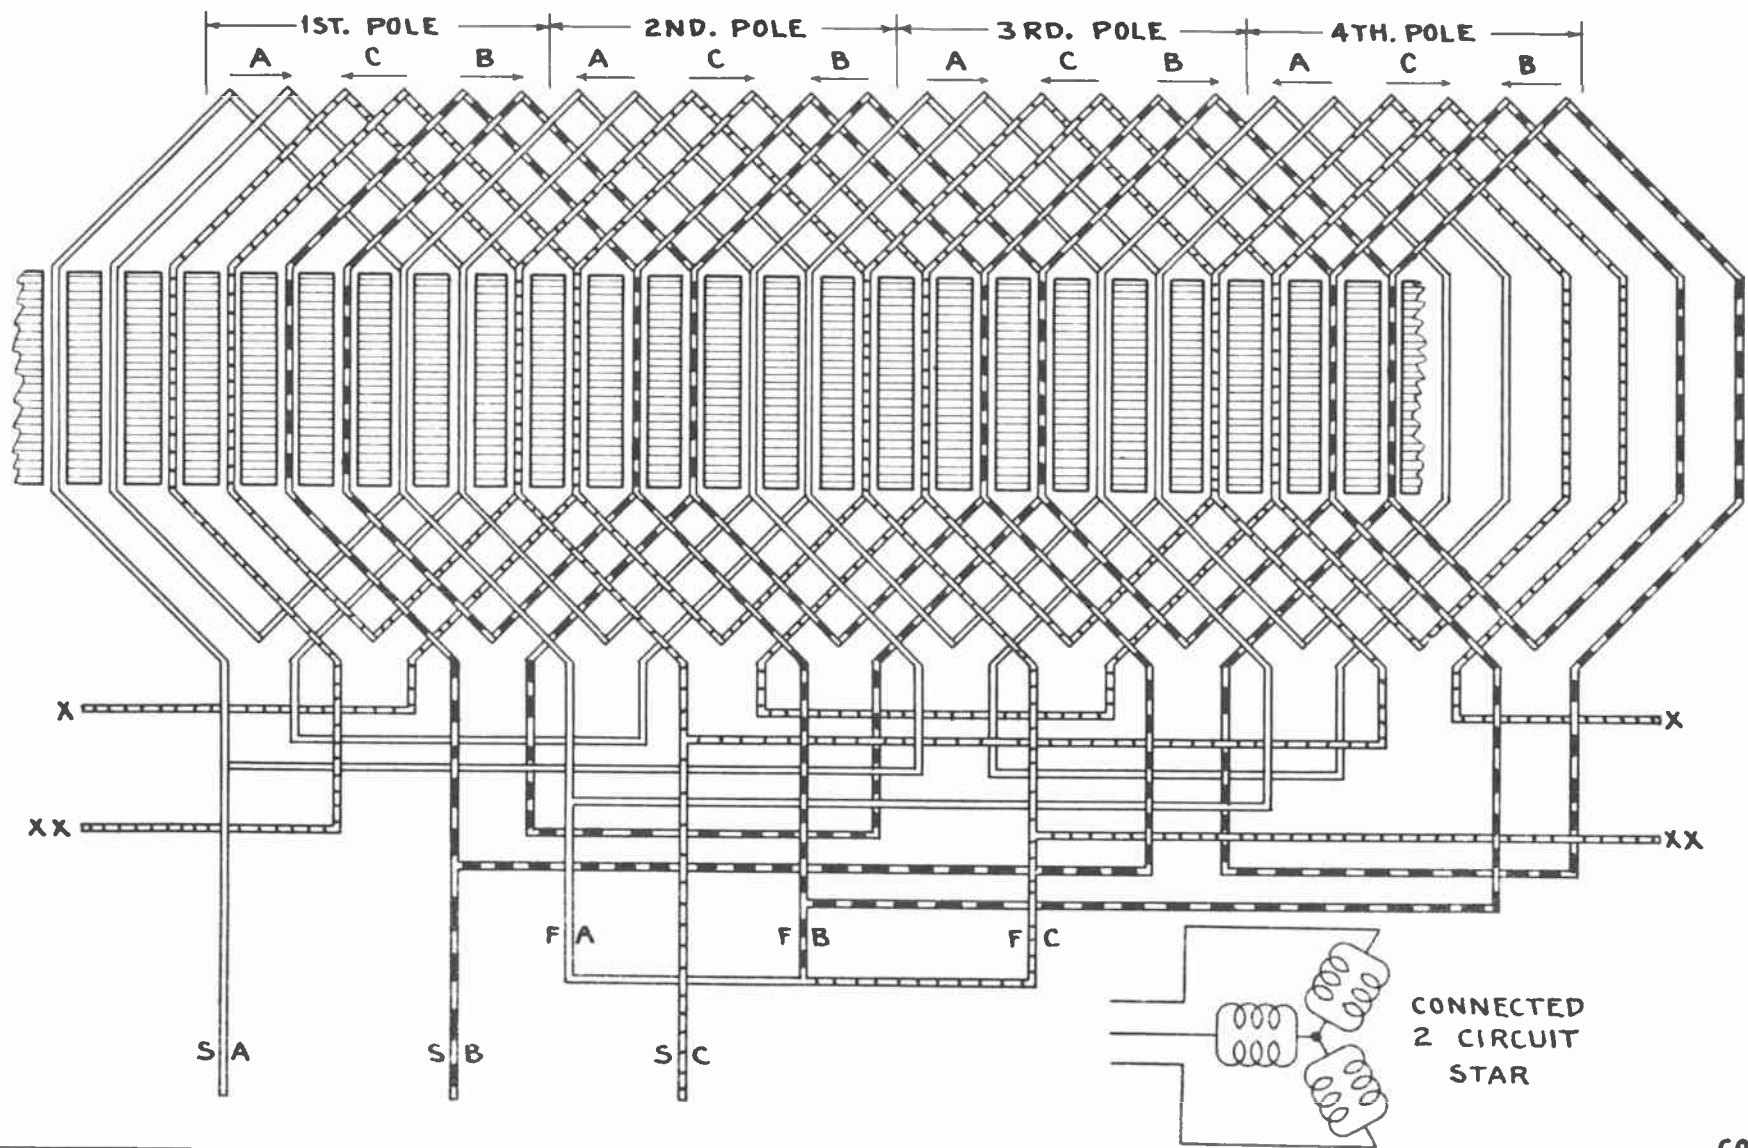 1ST. POLE 2ND. POLE 3RD. POLE 4TH. POLE
A C B A C B A C B A C B
X X
XX XX
F A F B F C
S A S B S C
CONNECTED
2 CIRCUIT
STAR